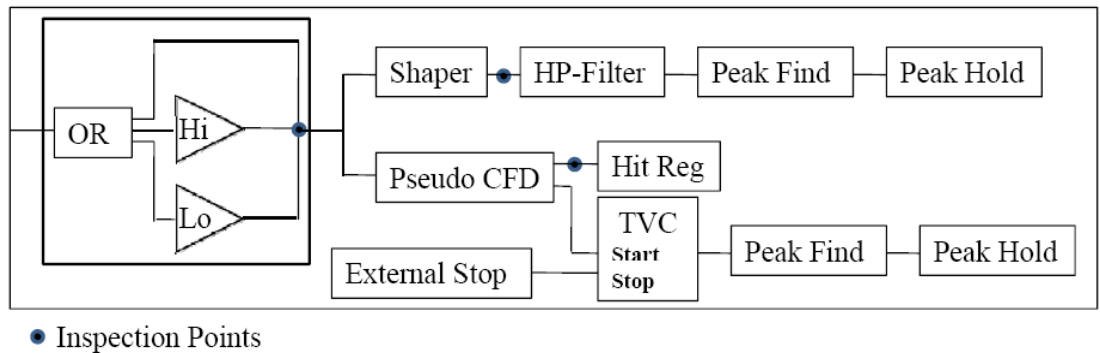 OR
Hi
Lo
Shaper
HP-Filter
Peak Find
Peak Hold
Pseudo CFD
Hit Reg
TVC
Start
Stop
External Stop
Peak Find
Peak Hold
Inspection Points